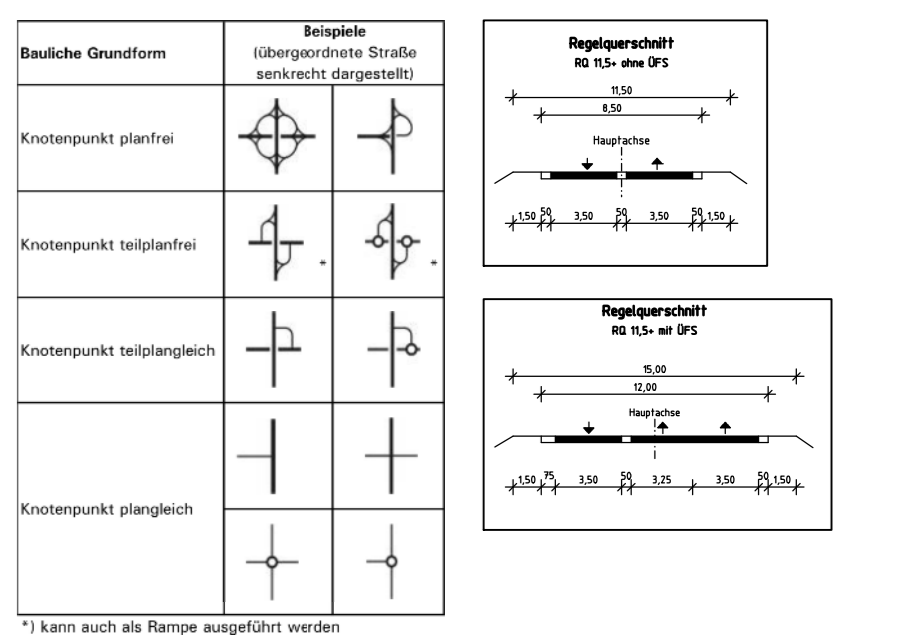 Bauliche Grundform
Beispiele
(übergeordnete Straße
senkrecht dargestellt)
Knotenpunkt planfrei
Knotenpunkt teilplanfrei
*
*
Knotenpunkt teilplangleich
Knotenpunkt plangleich
*) kann auch als Rampe ausgeführt werden
Regelquerschnitt
RQ 11,5+ ohne ÜFS
11,50
8,50
Hauptachse
1,50 50 3,50 50 3,50 50 1,50
Regelquerschnitt
RQ 11,5+ mit ÜFS
15,00
12,00
Hauptachse
1,50 75 3,50 50 3,25 3,50 50 1,50